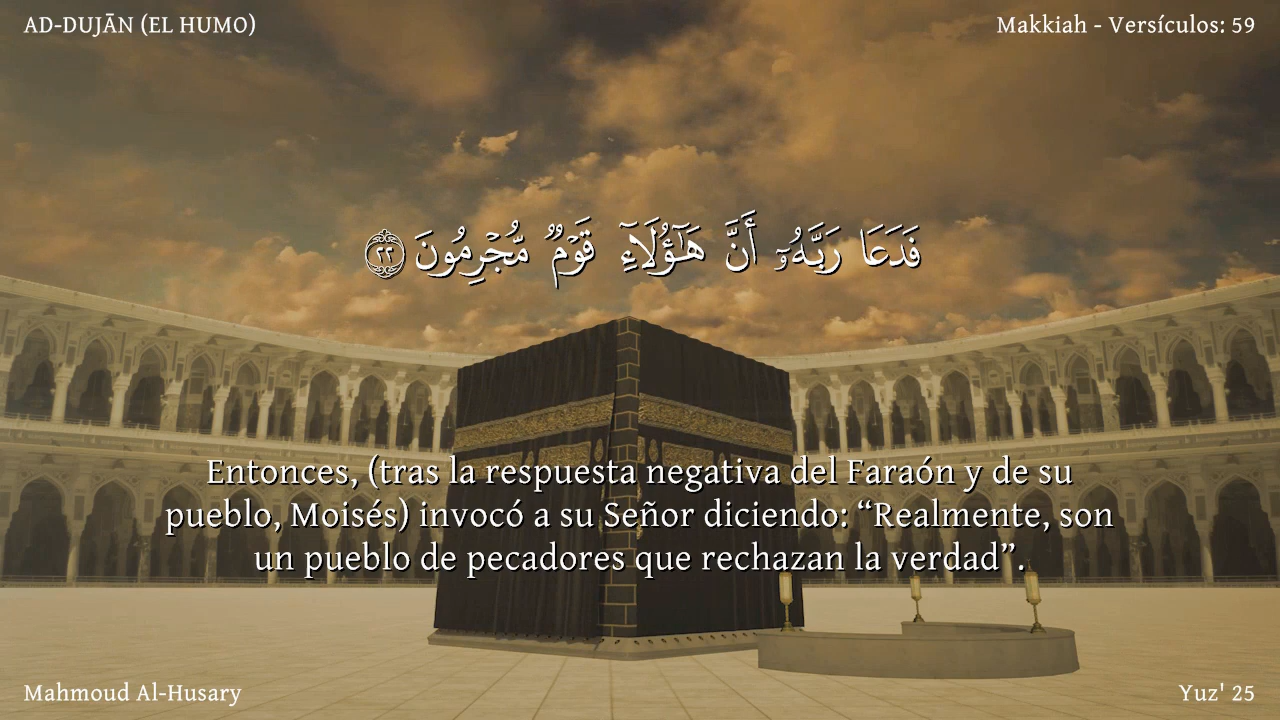 AD-DUJĀN (EL HUMO)
Makkiah - Versículos: 59
فَدَعَا رَبَّهُۥٓ أَنَّ هَـٰٓؤُلَآءِ قَوْمٌۭ مُّجْرِمُونَ ٢٢
Entonces, (tras la respuesta negativa del Faraón y de su
pueblo, Moisés) invocó a su Señor diciendo: “Realmente, son
un pueblo de pecadores que rechazan la verdad”.
Mahmoud Al-Husary
Yuz' 25